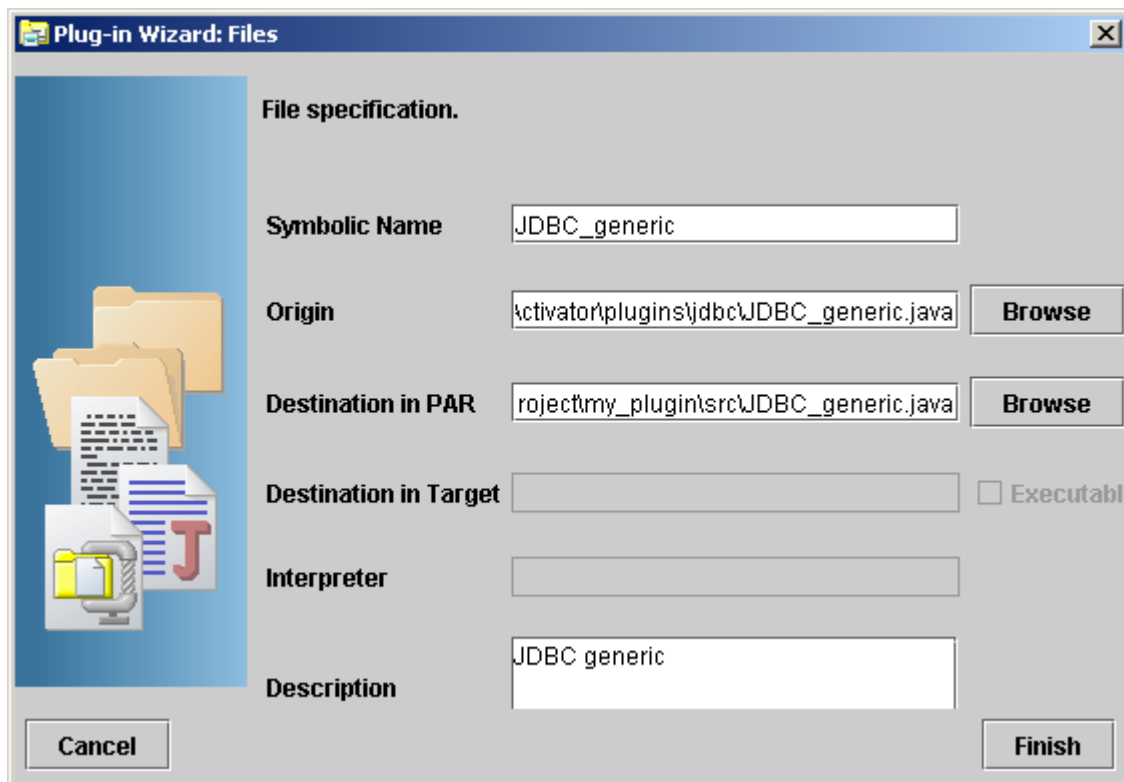 Plug-in Wizard: Files
File specification.
Symbolic Name JDBC_generic
Origin \ctivator\plugins\jdbc\JDBC_generic.java Browse
Destination in PAR roject\my_plugin\src\JDBC_generic.java Browse
Destination in Target Executabl
Interpreter
Description JDBC generic
Cancel Finish